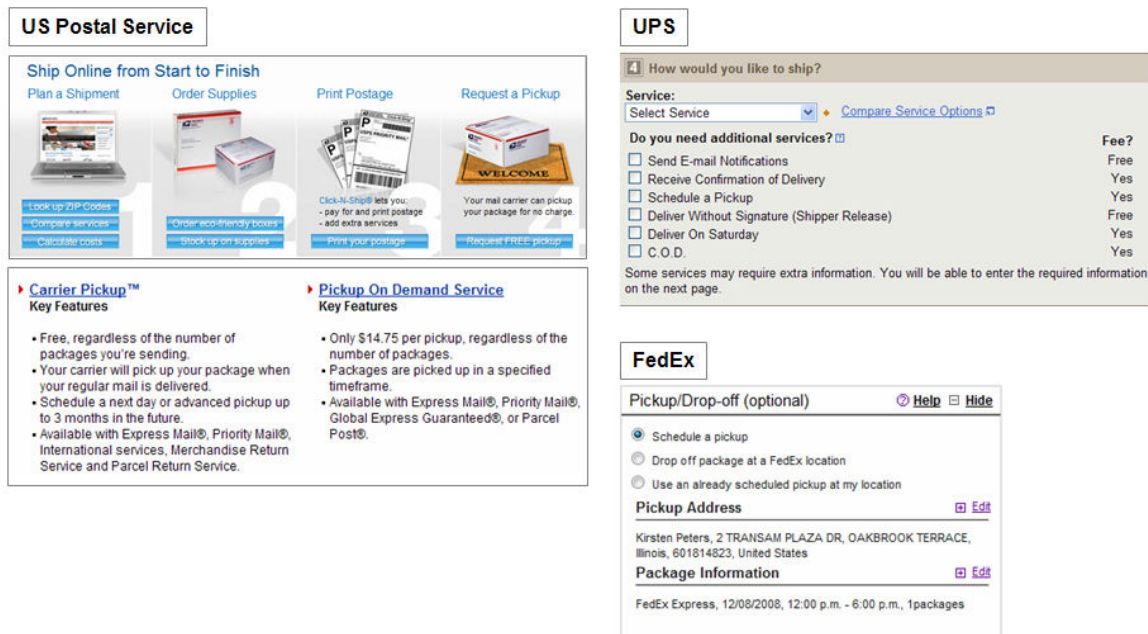 US Postal Service
Ship Online from Start to Finish
Plan a Shipment
Order Supplies
Print Postage
Request a Pickup
P
USPS PRIORITY MAIL
WELCOME
1
2
3
4
Look up ZIP Codes
Compare services
Calculate costs
Order eco-friendly boxes
Stock up on supplies
Click-N-Ship® lets you:
- pay for and print postage
- add extra services
Print your postage
Your mail carrier can pickup
your package for no charge.
Request FREE pickup
Carrier Pickup™
Key Features
▪ Free, regardless of the number of
packages you're sending.
▪ Your carrier will pick up your package when
your regular mail is delivered.
▪ Schedule a next day or advanced pickup up
to 3 months in the future.
▪ Available with Express Mail®, Priority Mail®,
International services, Merchandise Return
Service and Parcel Return Service.
Pickup On Demand Service
Key Features
▪ Only $14.75 per pickup, regardless of the
number of packages.
▪ Packages are picked up in a specified
timeframe.
▪ Available with Express Mail®, Priority Mail®,
Global Express Guaranteed®, or Parcel
Post®.
UPS
4 How would you like to ship?
Service:
Select Service Compare Service Options
Do you need additional services? ? Fee?
Send E-mail Notifications Free
Receive Confirmation of Delivery Yes
Schedule a Pickup Yes
Deliver Without Signature (Shipper Release) Free
Deliver On Saturday Yes
C.O.D. Yes
Some services may require extra information. You will be able to enter the required information
on the next page.
FedEx
Pickup/Drop-off (optional) ? Help Hide
Schedule a pickup
Drop off package at a FedEx location
Use an already scheduled pickup at my location
Pickup Address Edit
Kirsten Peters, 2 TRANSAM PLAZA DR, OAKBROOK TERRACE,
Illinois, 601814823, United States
Package Information Edit
FedEx Express, 12/08/2008, 12:00 p.m. - 6:00 p.m., 1packages